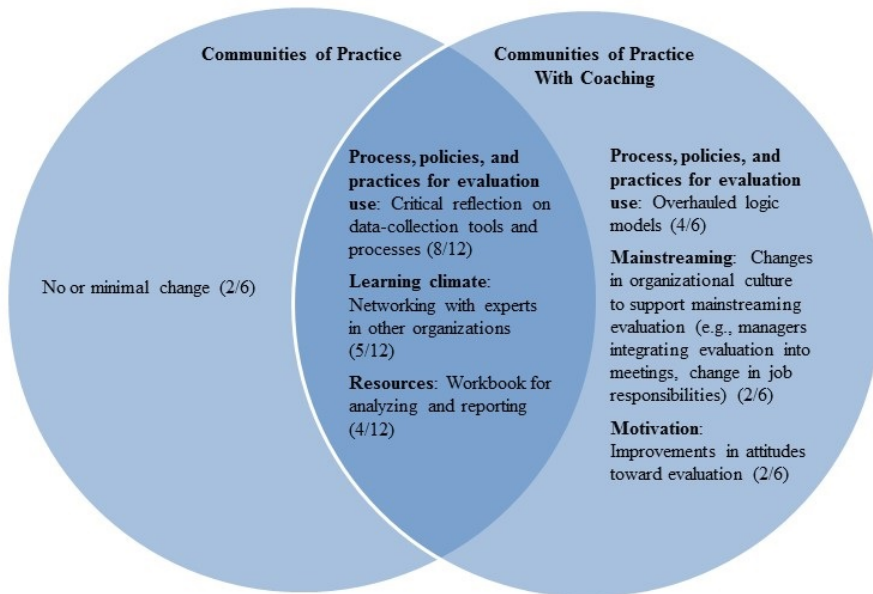 Communities of Practice
Communities of Practice
With Coaching
No or minimal change (2/6)
Process, policies, and
practices for evaluation
use: Critical reflection on
data-collection tools and
processes (8/12)
Learning climate:
Networking with experts
in other organizations
(5/12)
Resources: Workbook for
analyzing and reporting
(4/12)
Process, policies, and
practices for evaluation
use: Overhauled logic
models (4/6)
Mainstreaming: Changes
in organizational culture
to support mainstreaming
evaluation (e.g., managers
integrating evaluation into
meetings, change in job
responsibilities) (2/6)
Motivation:
Improvements in attitudes
toward evaluation (2/6)